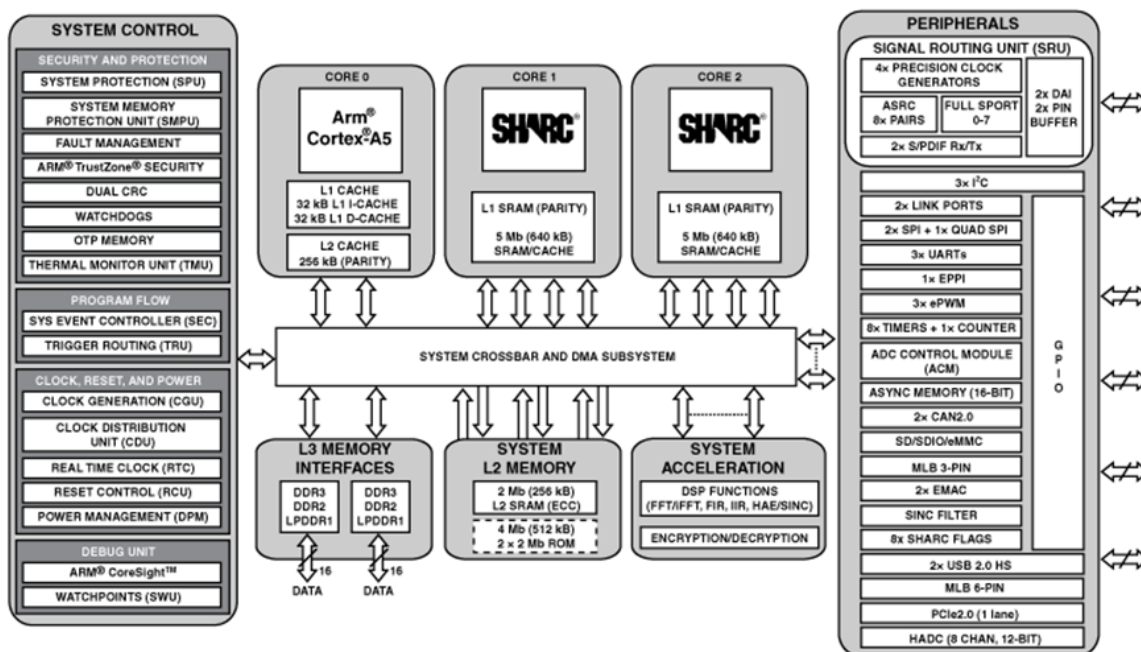 SYSTEM CONTROL
SECURITY AND PROTECTION
SYSTEM PROTECTION (SPU)
SYSTEM MEMORY
PROTECTION UNIT (SMPU)
FAULT MANAGEMENT
ARM® TrustZone® SECURITY
DUAL CRC
WATCHDOGS
OTP MEMORY
THERMAL MONITOR UNIT (TMU)
PROGRAM FLOW
SYS EVENT CONTROLLER (SEC)
TRIGGER ROUTING (TRU)
CLOCK, RESET, AND POWER
CLOCK GENERATION (CGU)
CLOCK DISTRIBUTION
UNIT (CDU)
REAL TIME CLOCK (RTC)
RESET CONTROL (RCU)
POWER MANAGEMENT (DPM)
DEBUG UNIT
ARM® CoreSight™
WATCHPOINTS (SWU)
CORE 0
Arm®
Cortex®-A5
L1 CACHE
32 kB L1 I-CACHE
32 kB L1 D-CACHE
L2 CACHE
256 kB (PARITY)
CORE 1
SHARC®
L1 SRAM (PARITY)
5 Mb (640 kB)
SRAM/CACHE
CORE 2
SHARC®
L1 SRAM (PARITY)
5 Mb (640 kB)
SRAM/CACHE
SYSTEM CROSSBAR AND DMA SUBSYSTEM
L3 MEMORY
INTERFACES
DDR3
DDR2
LPDDR1
DDR3
DDR2
LPDDR1
16
16
DATA
DATA
SYSTEM
L2 MEMORY
2 Mb (256 kB)
L2 SRAM (ECC)
4 Mb (512 kB)
2 × 2 Mb ROM
SYSTEM
ACCELERATION
DSP FUNCTIONS
(FFT/iFFT, FIR, IIR, HAE/SINC)
ENCRYPTION/DECRYPTION
PERIPHERALS
SIGNAL ROUTING UNIT (SRU)
4× PRECISION CLOCK
GENERATORS
ASRC
8× PAIRS
FULL SPORT
0-7
2× S/PDIF Rx/Tx
2× DAI
2× PIN
BUFFER
3× I²C
2× LINK PORTS
2× SPI + 1× QUAD SPI
3× UARTs
1× EPPI
3× ePWM
8× TIMERS + 1× COUNTER
ADC CONTROL MODULE
(ACM)
ASYNC MEMORY (16-BIT)
2× CAN2.0
SD/SDIO/eMMC
MLB 3-PIN
2× EMAC
SINC FILTER
8× SHARC FLAGS
GPIO
2× USB 2.0 HS
MLB 6-PIN
PCIe2.0 (1 lane)
HADC (8 CHAN, 12-BIT)